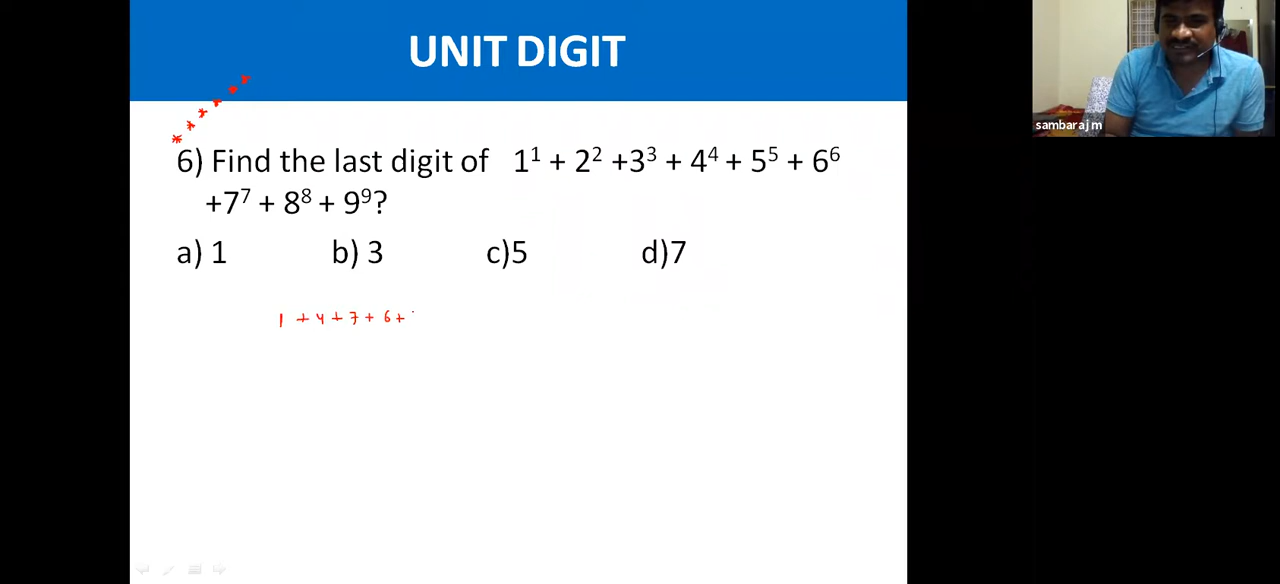 UNIT DIGIT
sambaraj m
6) Find the last digit of 1¹ + 2² +3³ + 4⁴ + 5⁵ + 6⁶
+7⁷ + 8⁸ + 9⁹?
a) 1 b) 3 c)5 d)7
1 + 4 + 7 + 6 +